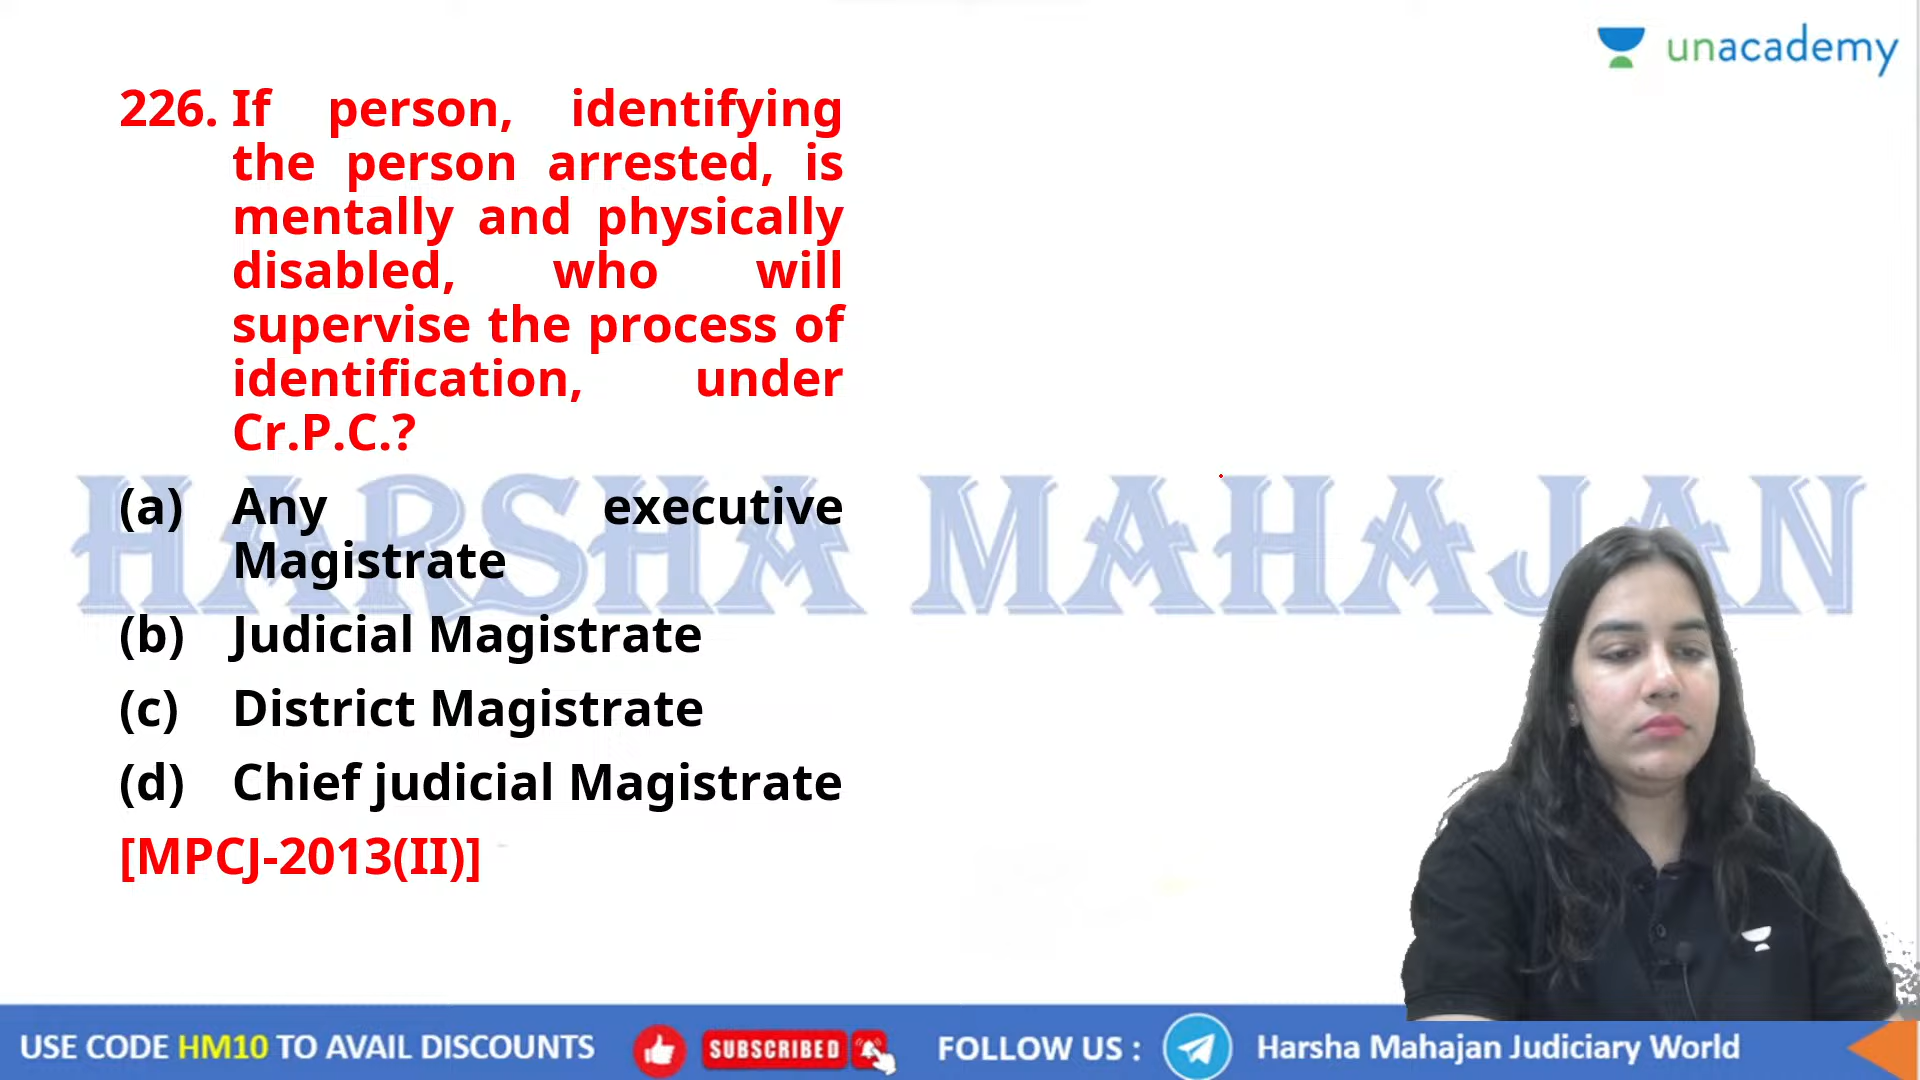 unacademy
226. If person, identifying
the person arrested, is
mentally and physically
disabled, who will
supervise the process of
identification, under
Cr.P.C.?
HARSHA MAHAJAN
(a) Any executive
Magistrate
(b) Judicial Magistrate
(c) District Magistrate
(d) Chief judicial Magistrate
[MPCJ-2013(II)]
USE CODE HM10 TO AVAIL DISCOUNTS
SUBSCRIBED
FOLLOW US :
Harsha Mahajan Judiciary World